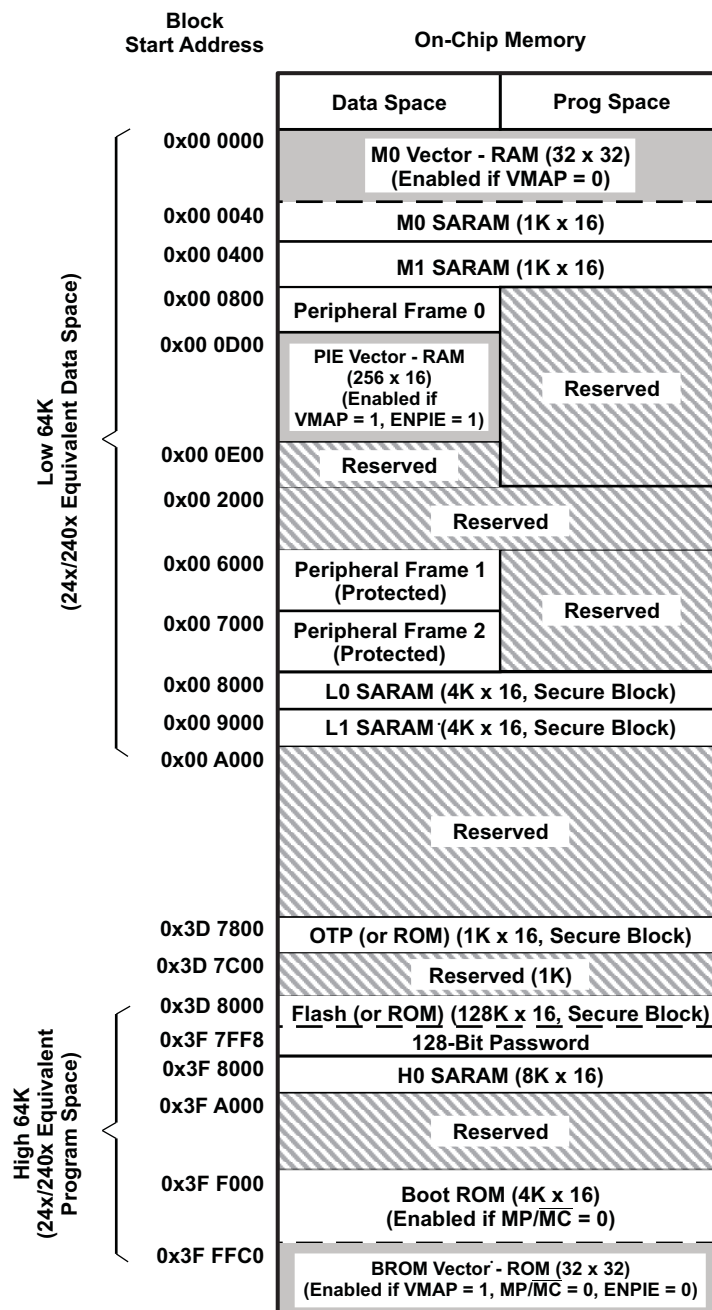 Block
Start Address
On-Chip Memory
Data Space
Prog Space
Low 64K
(24x/240x Equivalent Data Space)
0x00 0000
M0 Vector - RAM (32 x 32)
(Enabled if VMAP = 0)
0x00 0040
M0 SARAM (1K x 16)
0x00 0400
M1 SARAM (1K x 16)
0x00 0800
Peripheral Frame 0
Reserved
0x00 0D00
PIE Vector - RAM
(256 x 16)
(Enabled if
VMAP = 1, ENPIE = 1)
0x00 0E00
Reserved
0x00 2000
Reserved
0x00 6000
Peripheral Frame 1
(Protected)
Reserved
0x00 7000
Peripheral Frame 2
(Protected)
0x00 8000
L0 SARAM (4K x 16, Secure Block)
0x00 9000
L1 SARAM (4K x 16, Secure Block)
0x00 A000
Reserved
0x3D 7800
OTP (or ROM) (1K x 16, Secure Block)
0x3D 7C00
Reserved (1K)
High 64K
(24x/240x Equivalent
Program Space)
0x3D 8000
Flash (or ROM) (128K x 16, Secure Block)
0x3F 7FF8
128-Bit Password
0x3F 8000
H0 SARAM (8K x 16)
0x3F A000
Reserved
0x3F F000
Boot ROM (4K x 16)
(Enabled if MP/M̅C̅ = 0)
0x3F FFC0
BROM Vector - ROM (32 x 32)
(Enabled if VMAP = 1, MP/M̅C̅ = 0, ENPIE = 0)